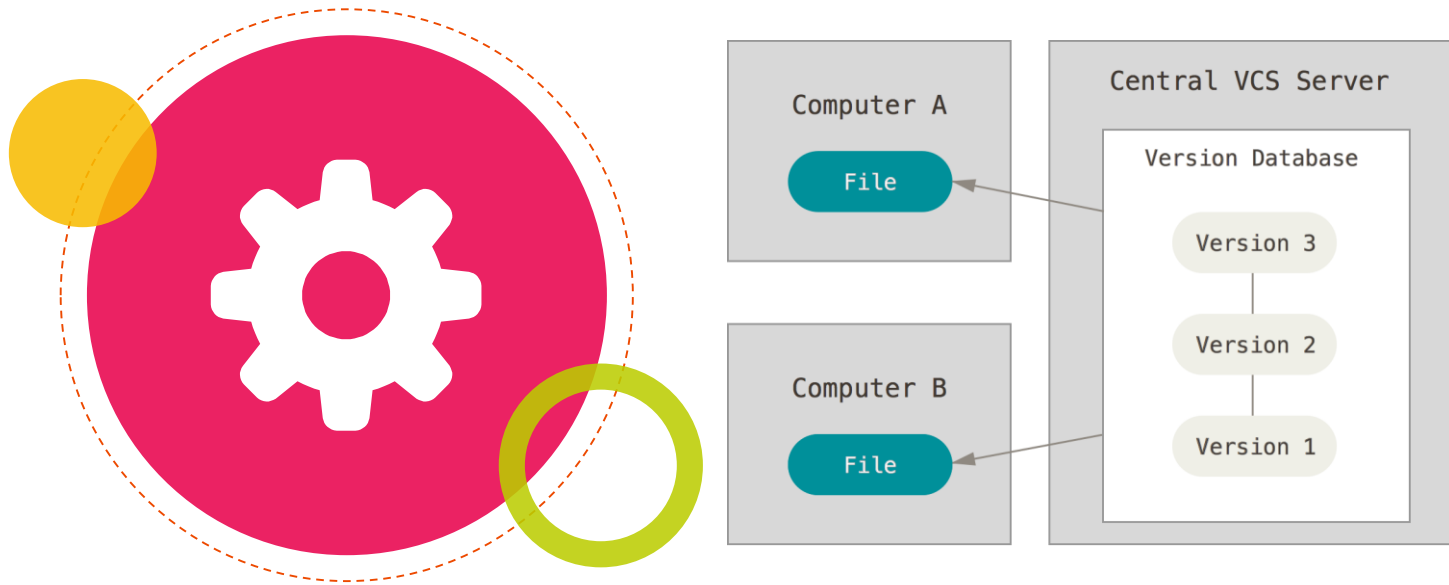 Computer A
File
Computer B
File
Central VCS Server
Version Database
Version 3
Version 2
Version 1